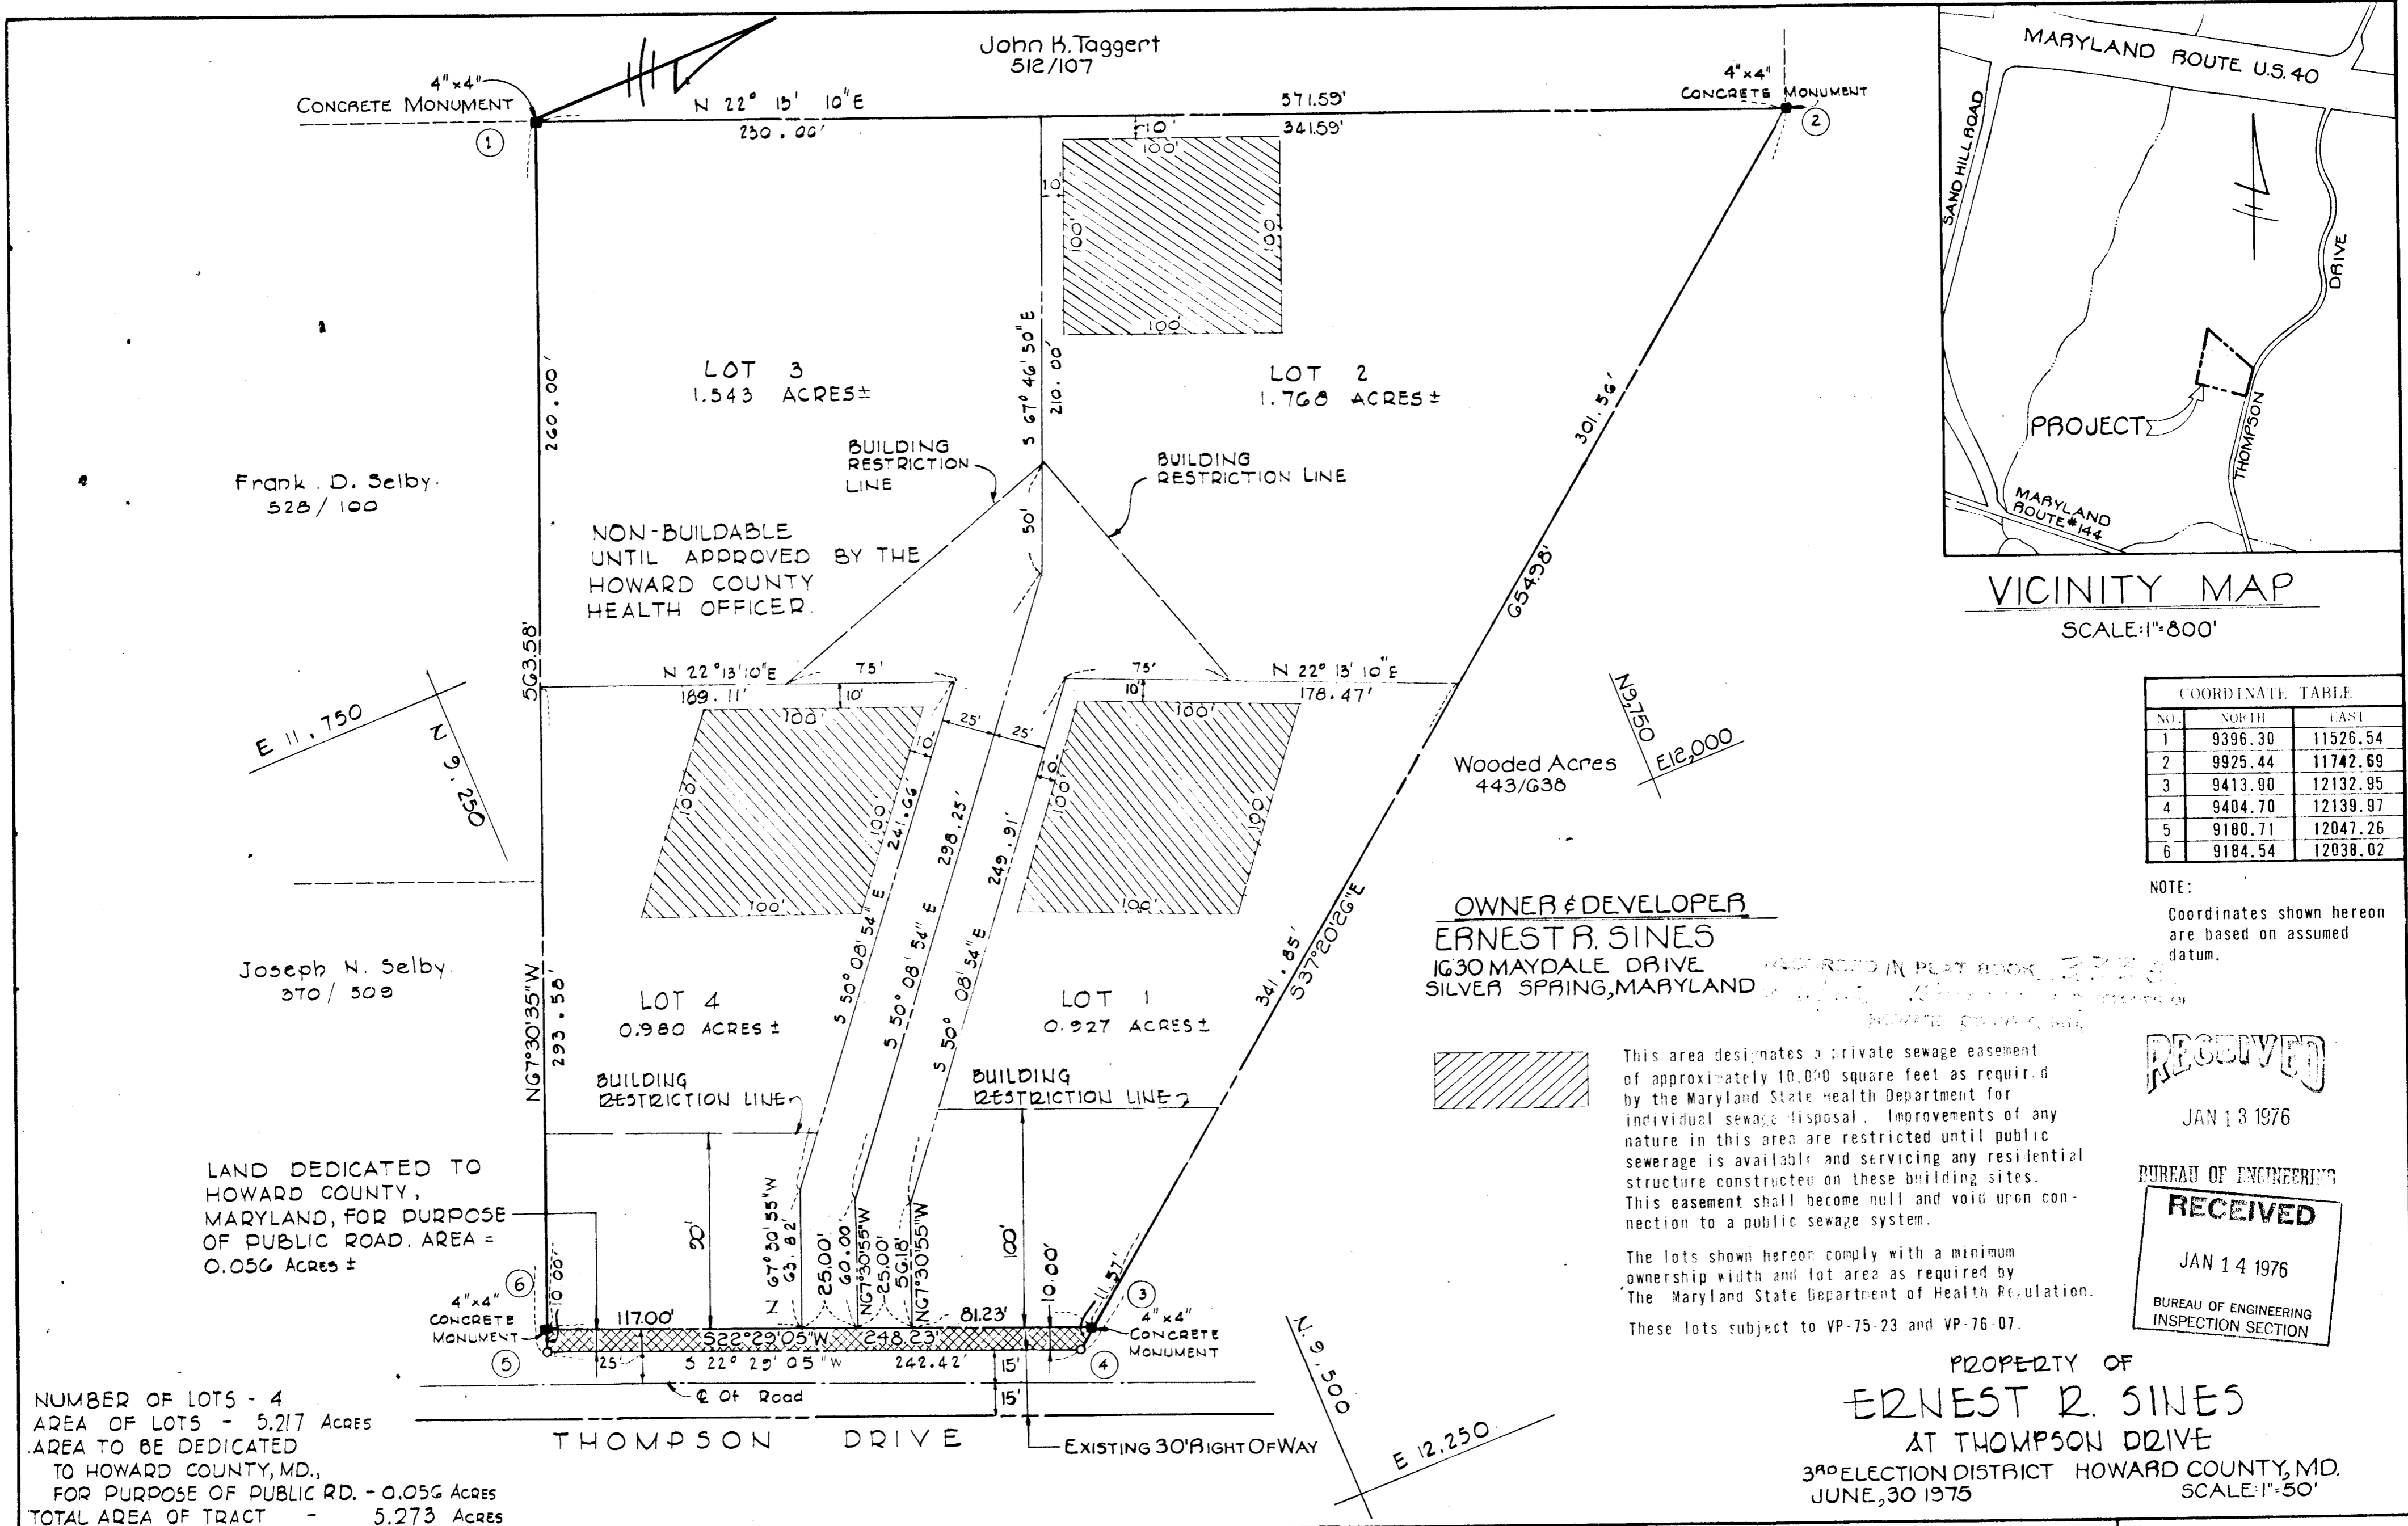 John K. Taggert
512/107
4"x4"
CONCRETE MONUMENT
1
N 22° 13' 10"E
571.59'
230.00'
341.59'
4"x4"
CONCRETE MONUMENT
2
10'
100'
10'
100'
100'
100'
LOT 3
1.543 ACRES±
LOT 2
1.768 ACRES±
S 67° 46' 50" E
210.00'
260.00'
301.56'
BUILDING
RESTRICTION
LINE
BUILDING
RESTRICTION LINE
Frank. D. Selby.
528/100
NON-BUILDABLE
UNTIL APPROVED BY THE
HOWARD COUNTY
HEALTH OFFICER.
50'
654.98'
563.58'
N 22°13'10"E
75'
189.11'
10'
75'
N 22° 13' 10"E
178.47'
10'
E 11,750
N 9,250
100'
100'
100'
100'
10'
25'
25'
10'
100'
100'
100'
100'
241.66'
298.25'
249.91'
S 50° 08' 54" E
S 50° 08' 54" E
S 50° 08' 54" E
N9,750
E12,000
Wooded Acres
443/638
Joseph N. Selby.
370/509
N67°30'35"W
293.58'
LOT 4
0.980 ACRES±
LOT 1
0.927 ACRES±
341.85'
S37°20'26"E
BUILDING
RESTRICTION LINE
BUILDING
RESTRICTION LINE
LAND DEDICATED TO
HOWARD COUNTY,
MARYLAND, FOR PURPOSE
OF PUBLIC ROAD. AREA =
0.056 ACRES ±
90'
N 67°30'55"W
63.82'
25.00'
60.00'
N67°30'55"W
25.00'
56.18'
N67°30'55"W
100'
10.00'
11.57'
3
4"x4"
CONCRETE
MONUMENT
6
10.00'
4"x4"
CONCRETE
MONUMENT
5
117.00'
81.23'
S22°29'05"W
248.23'
25'
S 22° 29' 05"W
242.42'
15'
4
℄ Of Road
15'
THOMPSON DRIVE
EXISTING 30' RIGHT OF WAY
N. 9,500
E 12,250
NUMBER OF LOTS - 4
AREA OF LOTS - 5.217 ACRES
AREA TO BE DEDICATED
TO HOWARD COUNTY, MD.,
FOR PURPOSE OF PUBLIC RD. - 0.056 ACRES
TOTAL AREA OF TRACT - 5.273 ACRES
MARYLAND ROUTE U.S. 40
SAND HILL ROAD
DRIVE
PROJECT
THOMPSON
MARYLAND
ROUTE #144
VICINITY MAP
SCALE: 1"=800'
COORDINATE TABLE
NO. NORTH EAST
1 9396.30 11526.54
2 9925.44 11742.69
3 9413.90 12132.95
4 9404.70 12139.97
5 9180.71 12047.26
6 9184.54 12038.02
NOTE:
Coordinates shown hereon
are based on assumed
datum.
OWNER & DEVELOPER
ERNEST R. SINES
1630 MAYDALE DRIVE
SILVER SPRING, MARYLAND
RECORDED IN PLAT BOOK
HOWARD COUNTY, MD.
This area designates a private sewage easement
of approximately 10,000 square feet as required
by the Maryland State Health Department for
individual sewage disposal. Improvements of any
nature in this area are restricted until public
sewerage is available and servicing any residential
structure constructed on these building sites.
This easement shall become null and void upon con-
nection to a public sewage system.
The lots shown hereon comply with a minimum
ownership width and lot area as required by
The Maryland State Department of Health Regulation.
These lots subject to VP-75-23 and VP-76-07.
RECEIVED
JAN 13 1976
BUREAU OF ENGINEERING
RECEIVED
JAN 14 1976
BUREAU OF ENGINEERING
INSPECTION SECTION
PROPERTY OF
ERNEST R. SINES
AT THOMPSON DRIVE
3RD ELECTION DISTRICT HOWARD COUNTY, MD.
JUNE, 30 1975 SCALE: 1"=50'